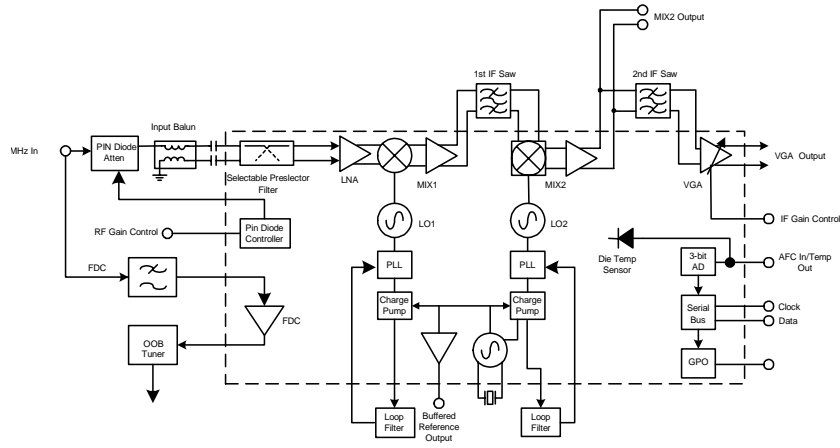 MIX2 Output
1st IF Saw
2nd IF Saw
Input Balun
MHz In
PIN Diode
Atten
VGA Output
Selectable Preslector
Filter
LNA
MIX1
MIX2
VGA
LO1
LO2
IF Gain Control
RF Gain Control
Pin Diode
Controller
Die Temp
Sensor
3-bit
AD
AFC In/Temp
Out
PLL
PLL
FDC
Charge
Pump
Charge
Pump
Serial
Bus
Clock
Data
FDC
OOB
Tuner
GPO
Loop
Filter
Buffered
Reference
Output
Loop
Filter